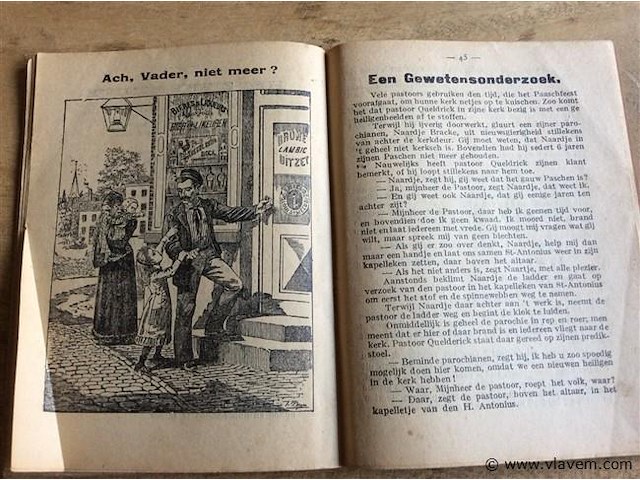 Ach, Vader, niet meer?
BIEREN & LIQUEUREN
GEUZE
LAMBIC
UITZET
— 45 —
Een Gewetensonderzoek.
Vele pastoors gebruiken den tijd, die het Paaschfeest
voorafgaat, om hunne kerk netjes op te kuischen. Zoo komt
het dat pastoor Queldrick in zijne kerk bezig is met een ge
heiligenbeelden af te stoffen.
Terwijl hij ijverig doorwerkt, gluurt een zijner paro-
chianen, Naardje Bracke, uit nieuwsgierigheid stillekens
van achter de kerkdeur. Gij moet weten, dat Naardje in
't geheel niet kerksch is. Bovendien had hij sedert 6 jaren
zijnen Paschen niet meer gehouden.
Nauwelijks heeft pastoor Queldrick zijnen klant
bemerkt, of hij loopt stillekens naar hem toe.
— Naardje, zegt hij, gij weet dat het gauw Paschen is?
— Ja, mijnheer de Pastoor, zegt Naardje, dat weet ik.
— En gij weet ook Naardje, dat gij eenige jaren ten
achter zijt?
— Mijnheer de Pastoor, daar heb ik geenen tijd voor,
en bovendien doe ik geen kwaad. Ik moord niet, brand
niet en laat iedereen met vrede. Gij moogt mij vragen wat gij
wilt, maar spreek mij van geen biechten.
— Als gij er zoo over denkt, Naardje, help mij dan
maar een handje en laat ons samen St-Antonius weer in zijn
kapelleken zetten, daar boven het altaar.
— Als het niet anders is, zegt Naartje, met alle plezier.
Aanstonds beklimt Naardje de ladder en gaat op
verzoek van den pastoor in het kapelleken van St-Antonius
om eerst het stof en de spinnewebben weg te nemen.
Terwijl Naardje daar achter aan 't werk is, neemt de
pastoor de ladder weg en begint de klok te luiden.
Onmiddellijk is geheel de parochie in rep en roer; men
meent dat er hier of daar brand is en iedereen vliegt naar de
kerk. Pastoor Quelderick staat daar gereed op zijnen predik-
stoel.
— Beminde parochianen, zegt hij, ik heb u zoo spoedig
mogelijk doen hier komen, omdat we een nieuwen heiligen
in de kerk hebben!
— Waar, Mijnheer de pastoor, roept het volk, waar?
— Daar, zegt de pastoor, boven het altaar, in het
kapelletje van den H. Antonius.
© www.vlavem.com